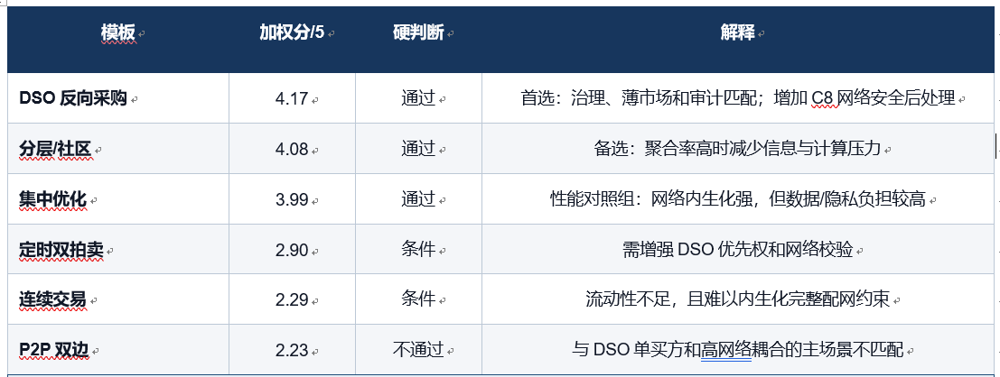 模板 加权分/5 硬判断 解释
DSO 反向采购 4.17 通过 首选：治理、薄市场和审计匹配；增加 C8 网络安全后处理
分层/社区 4.08 通过 备选：聚合率高时减少信息与计算压力
集中优化 3.99 通过 性能对照组：网络内生化强，但数据/隐私负担较高
定时双拍卖 2.90 条件 需增强 DSO 优先权和网络校验
连续交易 2.29 条件 流动性不足，且难以内生化完整配网约束
P2P 双边 2.23 不通过 与 DSO 单买方和高网络耦合的主场景不匹配